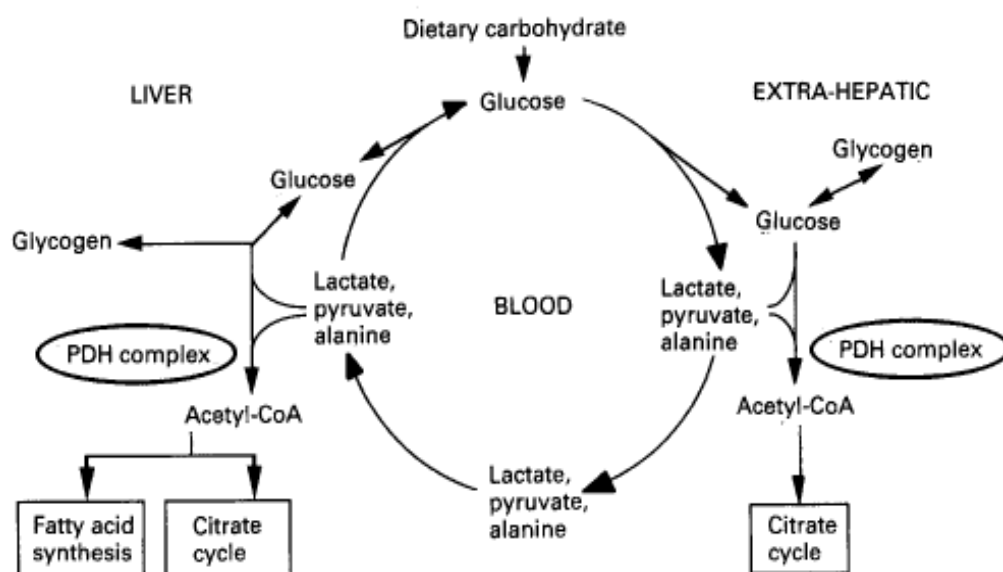 Dietary carbohydrate
LIVER
Glucose
EXTRA-HEPATIC
Glycogen
Glucose
Glucose
Glycogen
Lactate,
pyruvate,
alanine
BLOOD
Lactate,
pyruvate,
alanine
PDH complex
PDH complex
Acetyl-CoA
Acetyl-CoA
Lactate,
pyruvate,
alanine
Fatty acid
synthesis
Citrate
cycle
Citrate
cycle